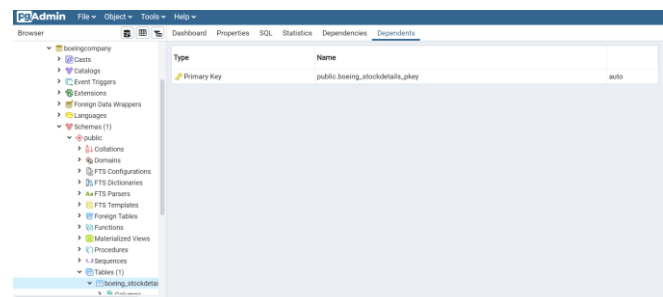 PgAdmin File Object Tools Help
Browser Dashboard Properties SQL Statistics Dependencies Dependents
boeingcompany
Casts
Catalogs
Event Triggers
Extensions
Foreign Data Wrappers
Languages
Schemas (1)
public
Collations
Domains
FTS Configurations
FTS Dictionaries
FTS Parsers
FTS Templates
Foreign Tables
Functions
Materialized Views
Procedures
Sequences
Tables (1)
boeing_stockdetai
Columns
Type Name
Primary Key public.boeing_stockdetails_pkey auto